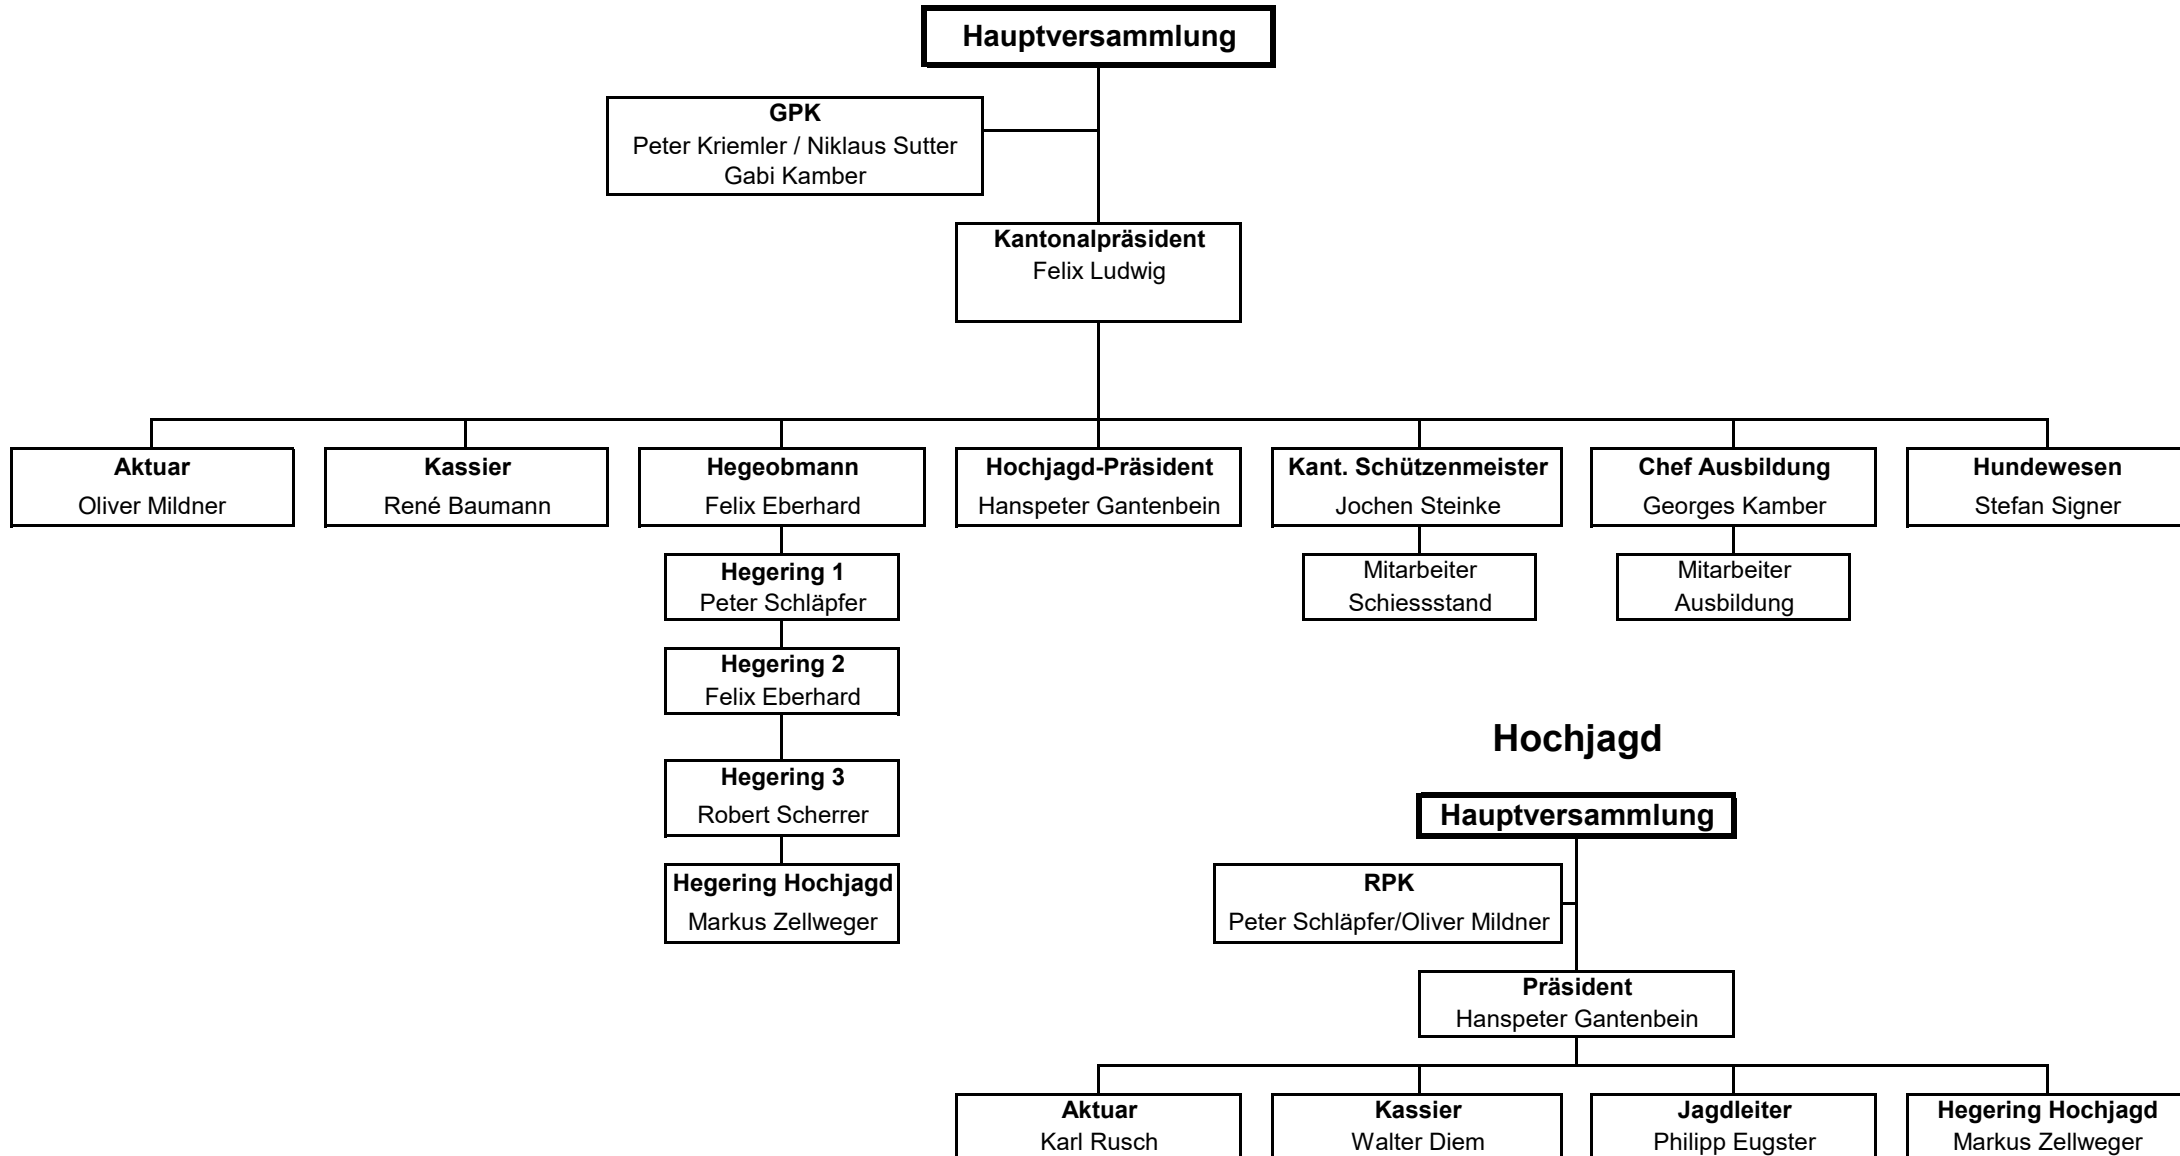 Hauptversammlung
GPK
Peter Kriemler / Niklaus Sutter
Gabi Kamber
Kantonalpräsident
Felix Ludwig
Aktuar
Oliver Mildner
Kassier
René Baumann
Hegeobmann
Felix Eberhard
Hochjagd-Präsident
Hanspeter Gantenbein
Kant. Schützenmeister
Jochen Steinke
Chef Ausbildung
Georges Kamber
Hundewesen
Stefan Signer
Hegering 1
Peter Schläpfer
Mitarbeiter
Schiessstand
Mitarbeiter
Ausbildung
Hegering 2
Felix Eberhard
Hegering 3
Robert Scherrer
Hegering Hochjagd
Markus Zellweger
Hochjagd
Hauptversammlung
RPK
Peter Schläpfer/Oliver Mildner
Präsident
Hanspeter Gantenbein
Aktuar
Karl Rusch
Kassier
Walter Diem
Jagdleiter
Philipp Eugster
Hegering Hochjagd
Markus Zellweger